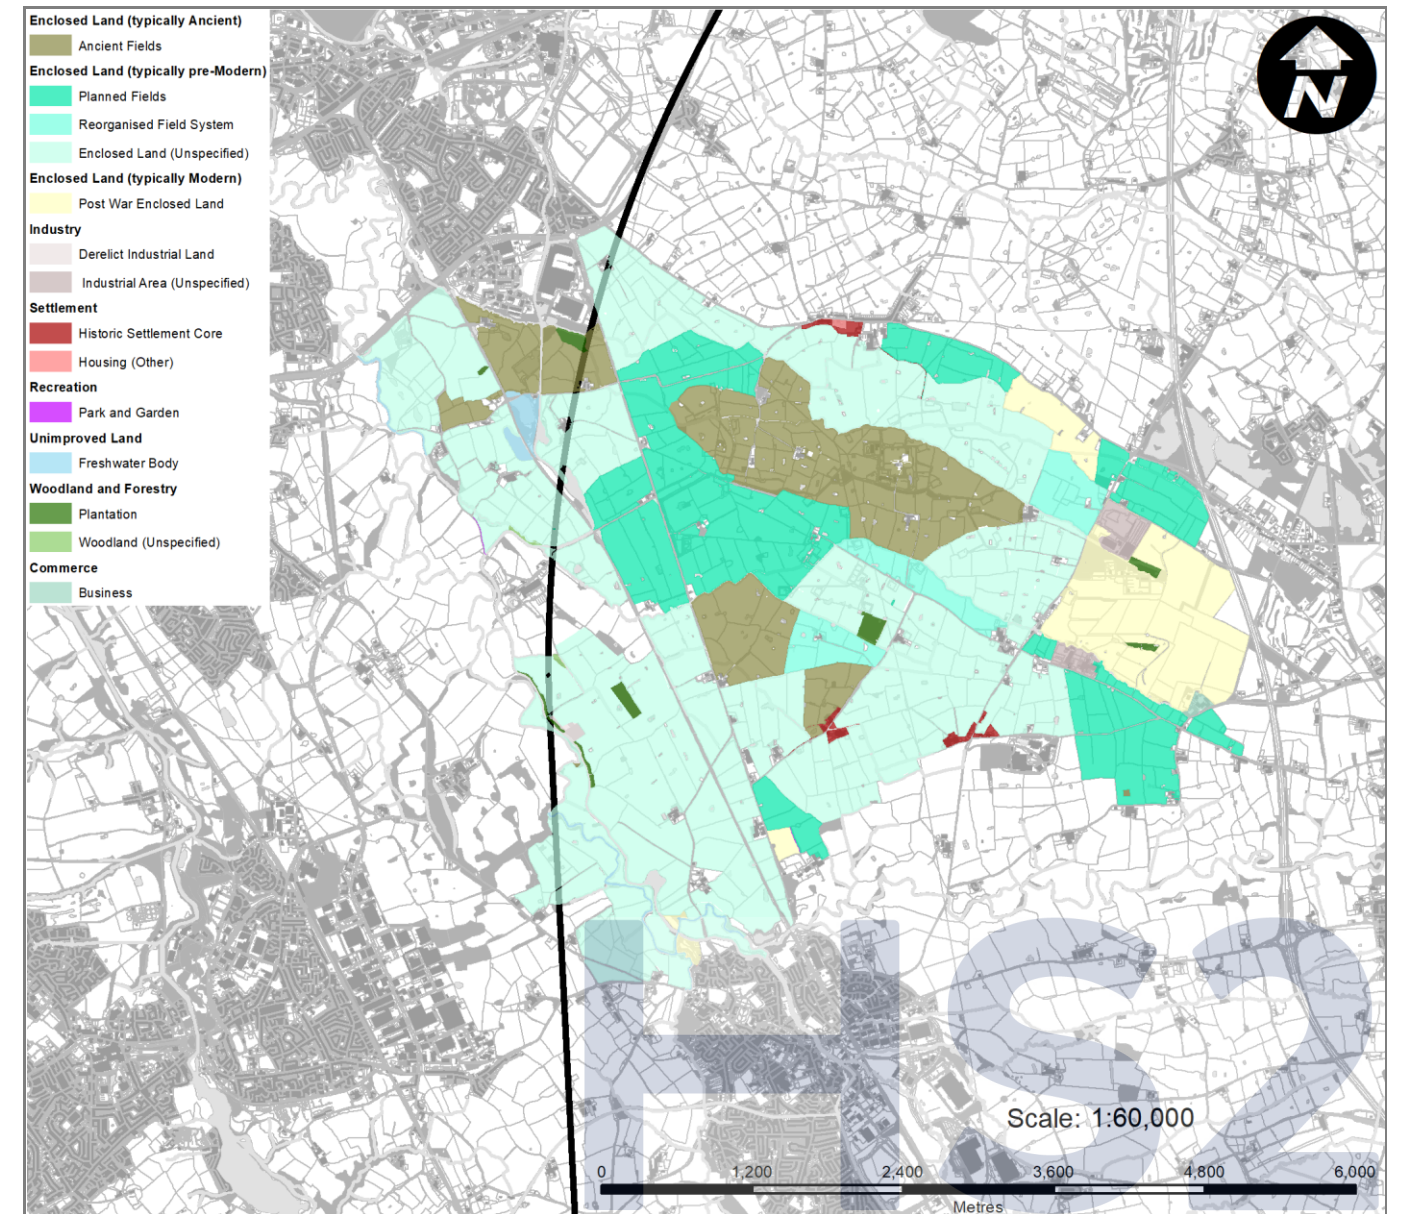 Enclosed Land (typically Ancient)
Ancient Fields
Enclosed Land (typically pre-Modern)
Planned Fields
Reorganised Field System
Enclosed Land (Unspecified)
Enclosed Land (typically Modern)
Post War Enclosed Land
Industry
Derelict Industrial Land
Industrial Area (Unspecified)
Settlement
Historic Settlement Core
Housing (Other)
Recreation
Park and Garden
Unimproved Land
Freshwater Body
Woodland and Forestry
Plantation
Woodland (Unspecified)
Commerce
Business
N
HS2
Scale: 1:60,000
0 1,200 2,400 3,600 4,800 6,000
Metres